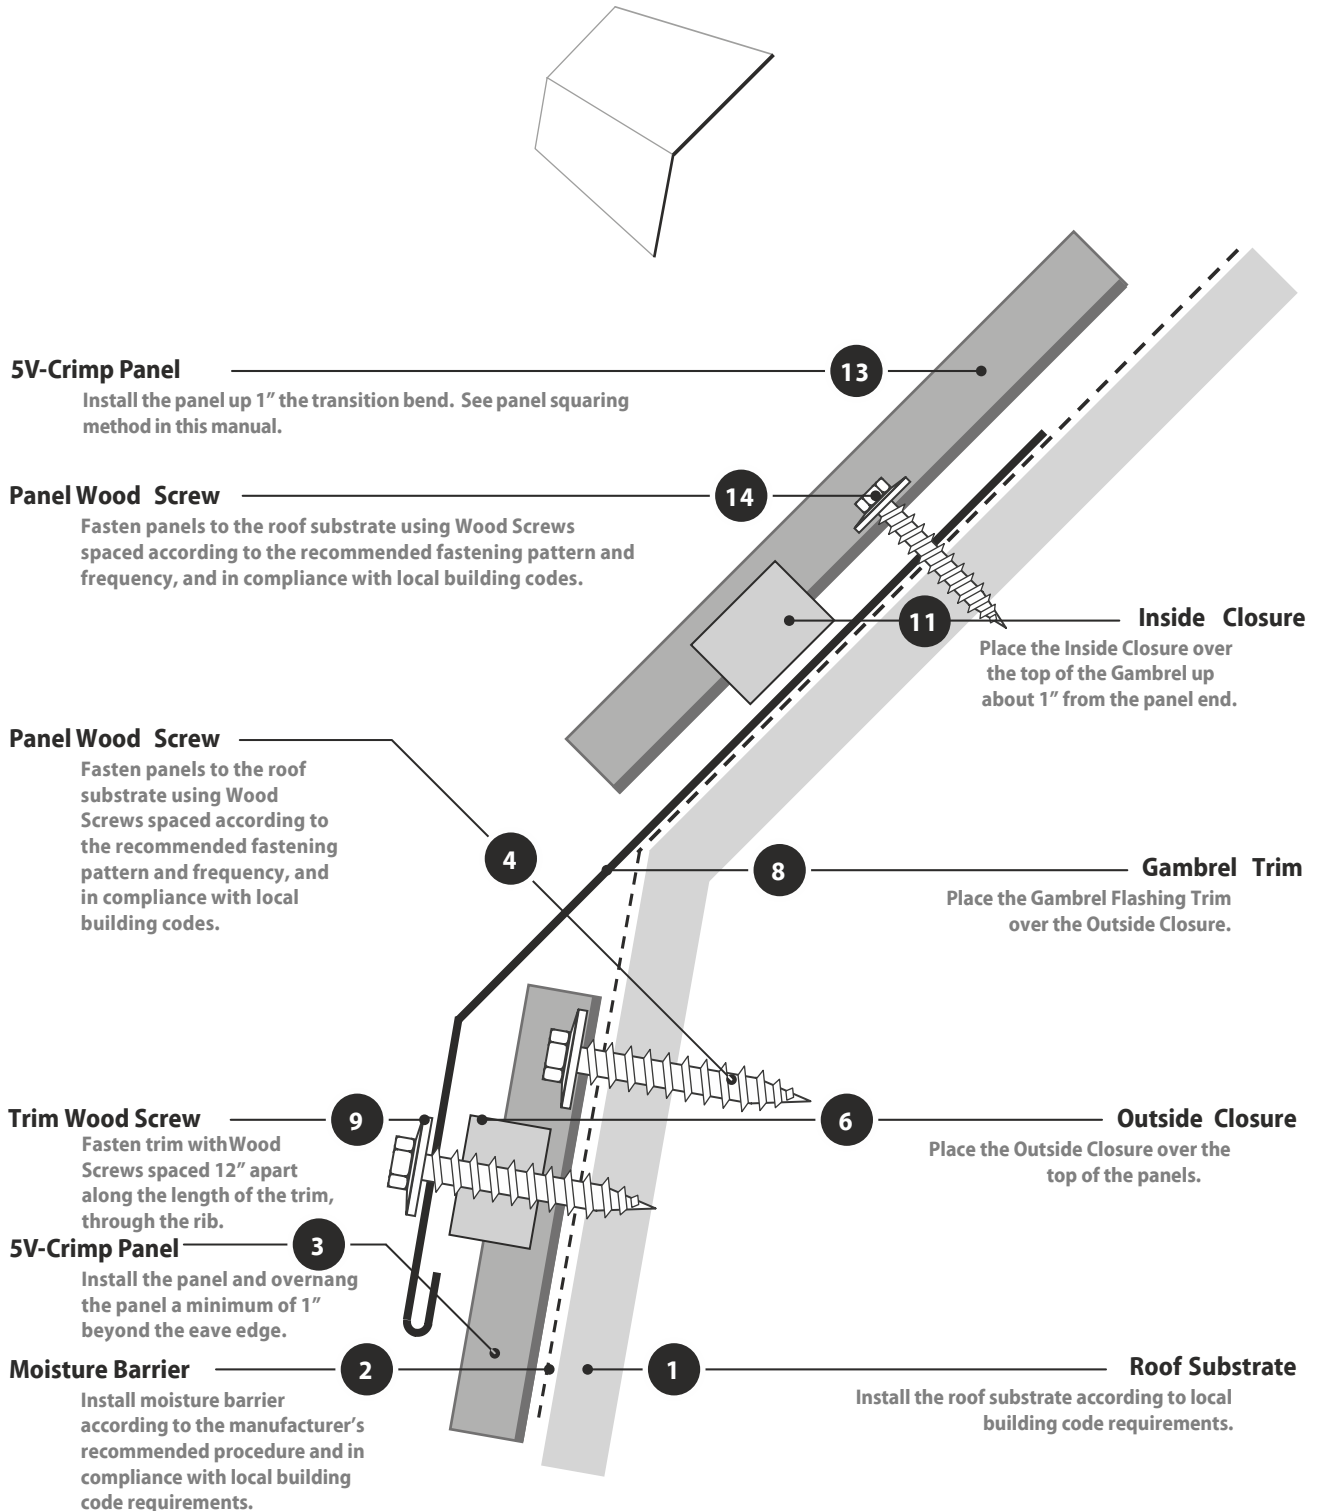 5V-Crimp Panel
13
Install the panel up 1” the transition bend. See panel squaring
method in this manual.
Panel Wood Screw
14
Fasten panels to the roof substrate using Wood Screws
spaced according to the recommended fastening pattern and
frequency, and in compliance with local building codes.
11
Inside Closure
Place the Inside Closure over
the top of the Gambrel up
about 1” from the panel end.
Panel Wood Screw
Fasten panels to the roof
substrate using Wood
Screws spaced according to
the recommended fastening
pattern and frequency, and
in compliance with local
building codes.
4
8
Gambrel Trim
Place the Gambrel Flashing Trim
over the Outside Closure.
Trim Wood Screw
9
Fasten trim with Wood
Screws spaced 12” apart
along the length of the trim,
through the rib.
6
Outside Closure
Place the Outside Closure over the
top of the panels.
5V-Crimp Panel
3
Install the panel and overhang
the panel a minimum of 1”
beyond the eave edge.
Moisture Barrier
2
Install moisture barrier
according to the manufacturer’s
recommended procedure and in
compliance with local building
code requirements.
1
Roof Substrate
Install the roof substrate according to local
building code requirements.